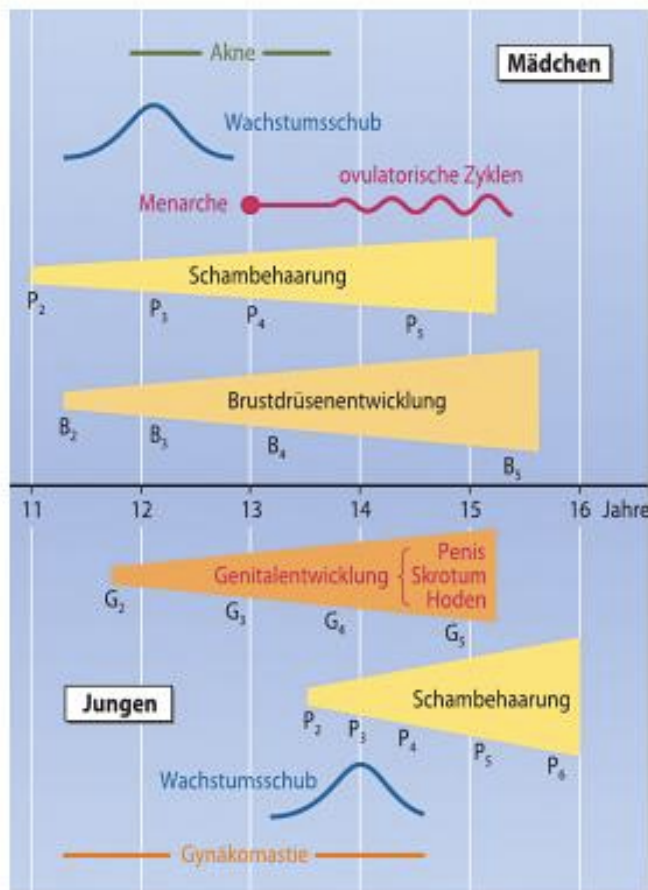 Akne
Mädchen
Wachstumsschub
ovulatorische Zyklen
Menarche
Schambehaarung
P₂ P₃ P₄ P₅
Brustdrüsenentwicklung
B₂ B₃ B₄ B₅
11 12 13 14 15 16 Jahre
Penis
Genitalentwicklung Skrotum
Hoden
G₂ G₃ G₄ G₅
Jungen
Schambehaarung
P₂ P₃ P₄ P₅ P₆
Wachstumsschub
Gynäkomastie